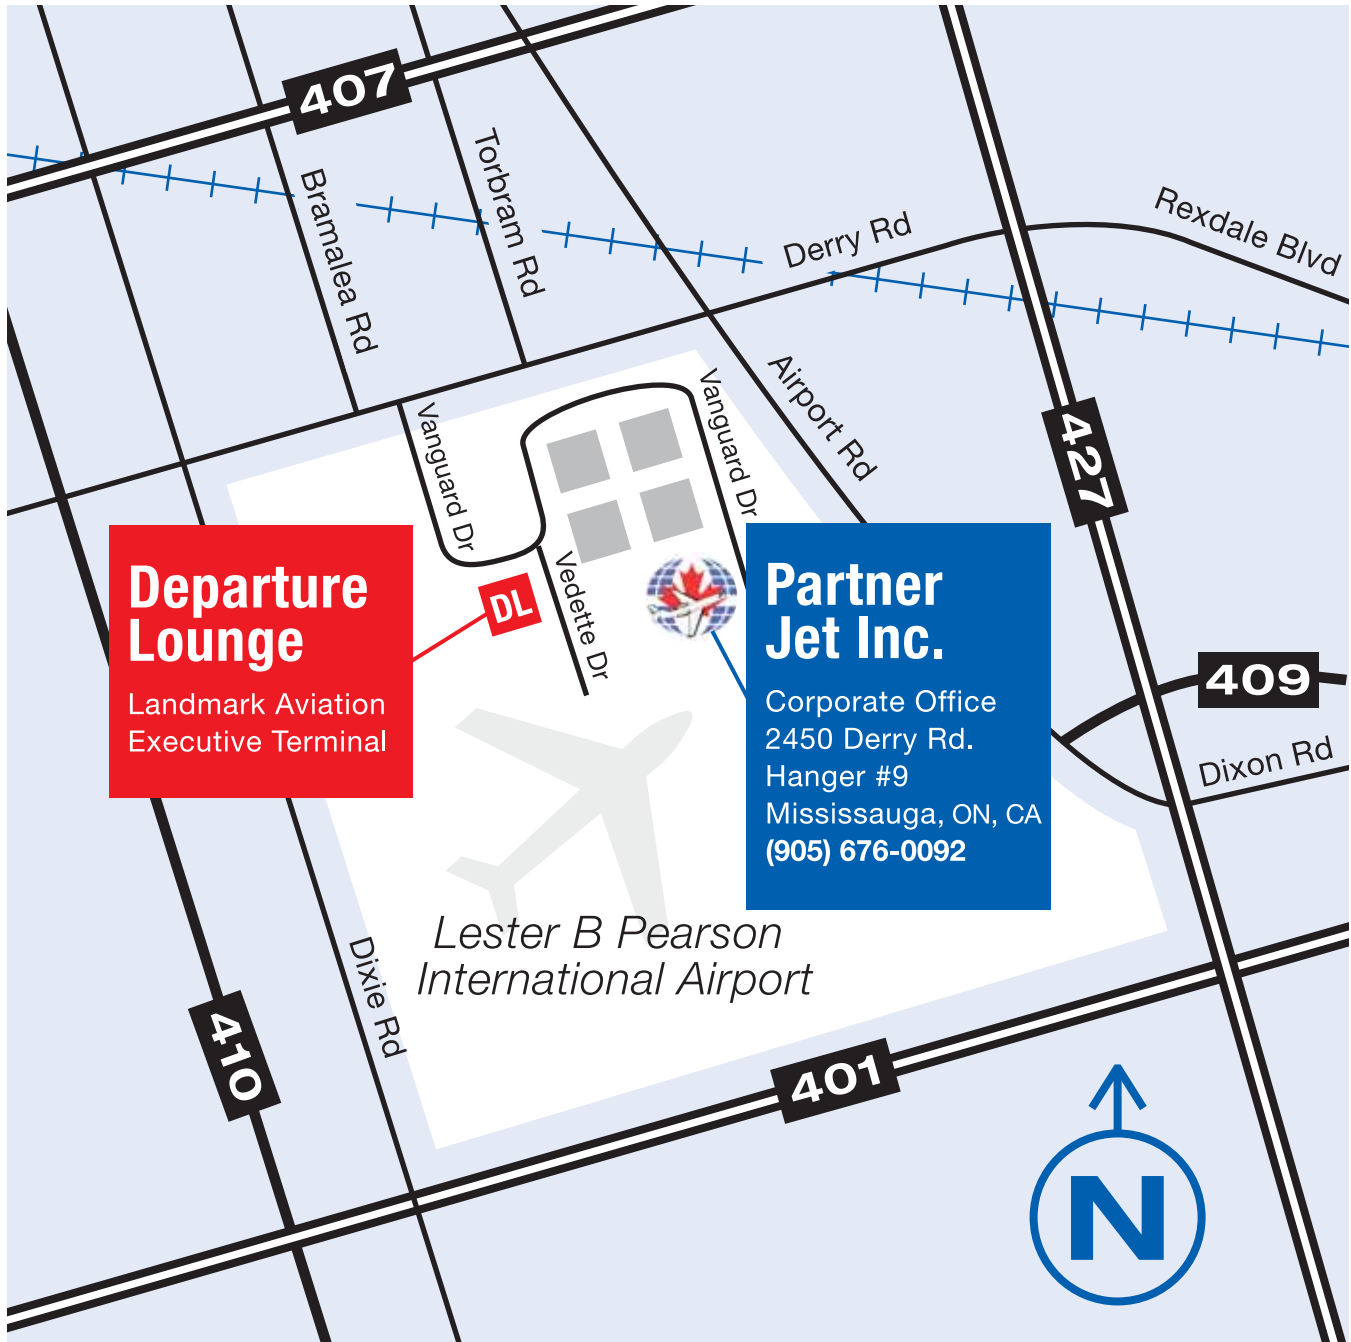 407
Bramalea Rd
Torbram Rd
Derry Rd
Rexdale Blvd
Airport Rd
427
Vanguard Dr
Vanguard Dr
Vedette Dr
DL
Departure
Lounge
Landmark Aviation
Executive Terminal
Partner
Jet Inc.
Corporate Office
2450 Derry Rd.
Hanger #9
Mississauga, ON, CA
(905) 676-0092
409
Dixon Rd
Lester B Pearson
International Airport
Dixie Rd
410
401
N